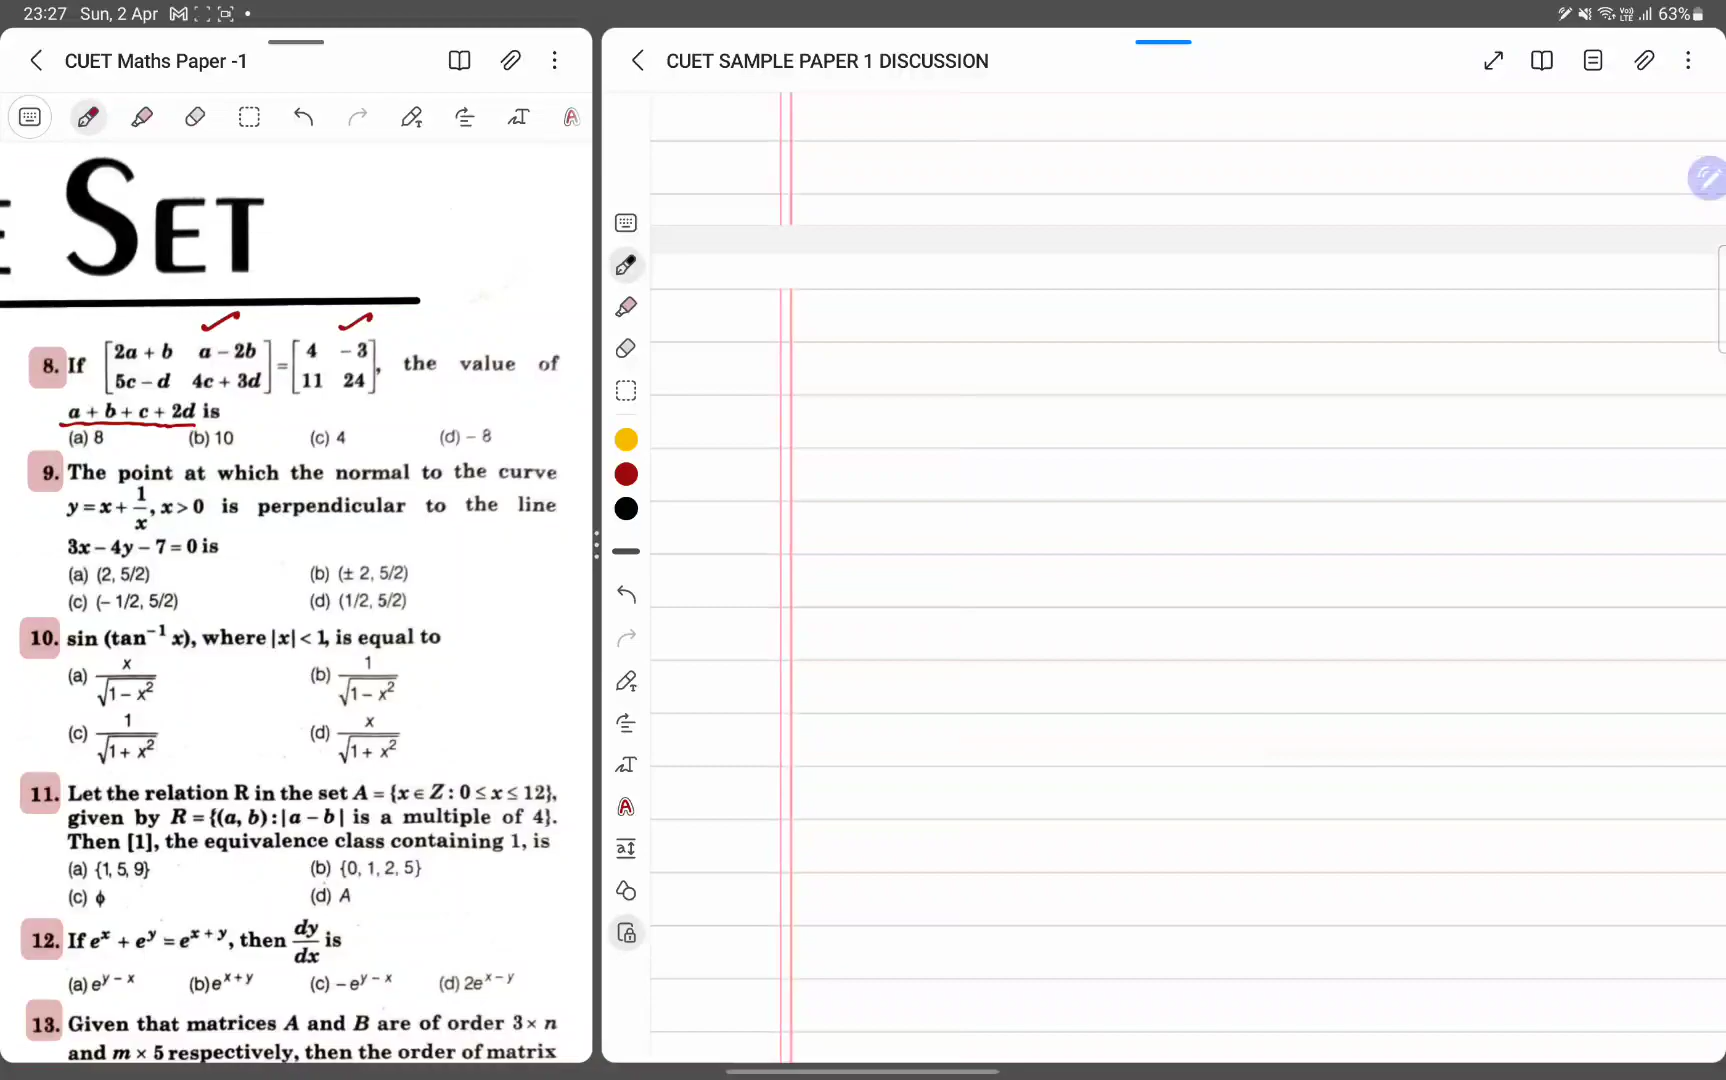 23:27 Sun, 2 Apr 63%
CUET Maths Paper -1
SET
8. If [2a + b a – 2b 5c – d 4c + 3d] = [4 – 3 11 24], the value of
a + b + c + 2d is
(a) 8 (b) 10 (c) 4 (d) – 8
9. The point at which the normal to the curve
y = x + 1/x, x > 0 is perpendicular to the line
3x – 4y – 7 = 0 is
(a) (2, 5/2) (b) (± 2, 5/2)
(c) (– 1/2, 5/2) (d) (1/2, 5/2)
10. sin (tan⁻¹ x), where |x| < 1, is equal to
(a) x/√(1 – x²) (b) 1/√(1 – x²)
(c) 1/√(1 + x²) (d) x/√(1 + x²)
11. Let the relation R in the set A = {x ∈ Z : 0 ≤ x ≤ 12},
given by R = {(a, b) : |a – b| is a multiple of 4}.
Then [1], the equivalence class containing 1, is
(a) {1, 5, 9} (b) {0, 1, 2, 5}
(c) ϕ (d) A
12. If eˣ + eʸ = eˣ⁺ʸ, then dy/dx is
(a) eʸ⁻ˣ (b) eˣ⁺ʸ (c) – eʸ⁻ˣ (d) 2eˣ⁻ʸ
13. Given that matrices A and B are of order 3 × n
and m × 5 respectively, then the order of matrix
CUET SAMPLE PAPER 1 DISCUSSION